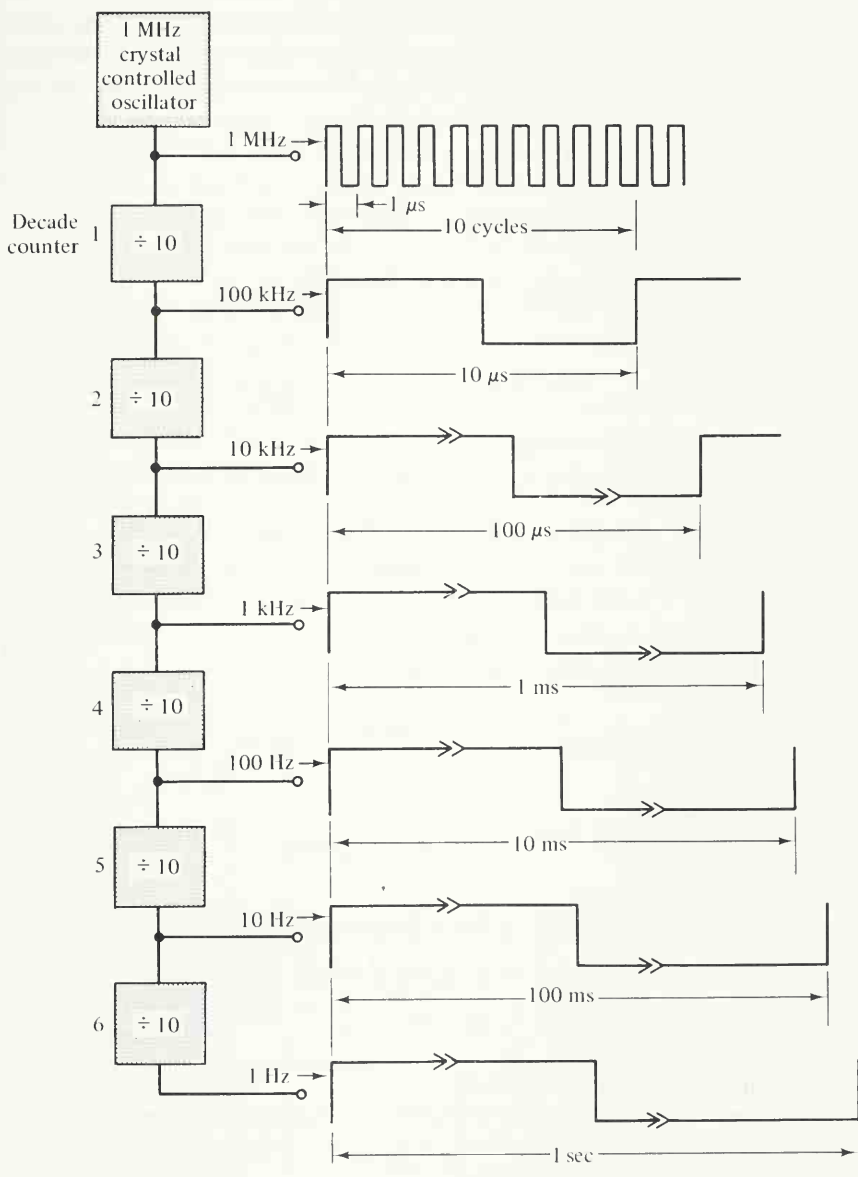 1 MHz
crystal
controlled
oscillator
1 MHz
1 μs
Decade
counter
1
÷ 10
10 cycles
100 kHz
10 μs
2
÷ 10
10 kHz
100 μs
3
÷ 10
1 kHz
1 ms
4
÷ 10
100 Hz
10 ms
5
÷ 10
10 Hz
100 ms
6
÷ 10
1 Hz
1 sec